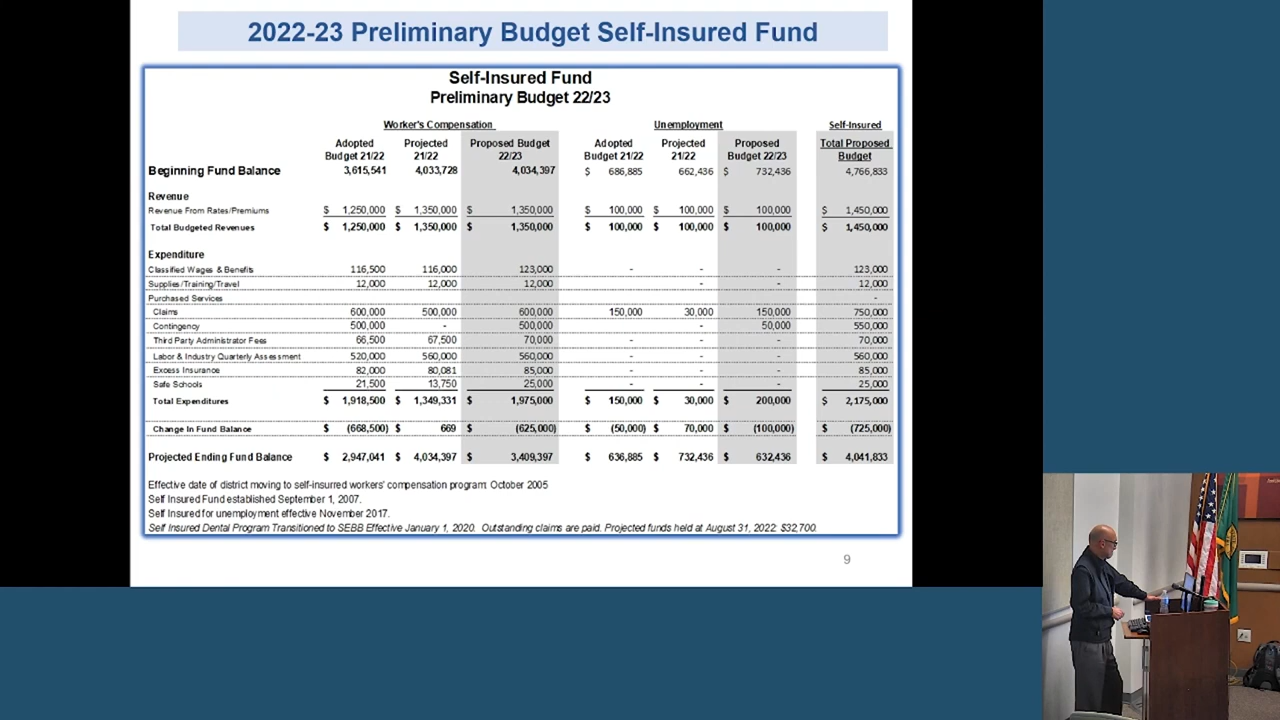 2022-23 Preliminary Budget Self-Insured Fund
Self-Insured Fund
Preliminary Budget 22/23
Worker's Compensation Unemployment Self-Insured
Adopted Projected Proposed Budget Adopted Projected Proposed Total Proposed
Budget 21/22 21/22 22/23 Budget 21/22 21/22 Budget 22/23 Budget
Beginning Fund Balance 3,615,541 4,033,728 4,034,397 $ 686,885 662,436 $ 732,436 4,766,833
Revenue
Revenue From Rates/Premiums $ 1,250,000 $ 1,350,000 $ 1,350,000 $ 100,000 $ 100,000 $ 100,000 $ 1,450,000
Total Budgeted Revenues $ 1,250,000 $ 1,350,000 $ 1,350,000 $ 100,000 $ 100,000 $ 100,000 $ 1,450,000
Expenditure
Classified Wages & Benefits 116,500 116,000 123,000 - - - 123,000
Supplies/Training/Travel 12,000 12,000 12,000 - - 12,000
Purchased Services -
Claims 600,000 500,000 600,000 150,000 30,000 150,000 750,000
Contingency 500,000 - 500,000 - 50,000 550,000
Third Party Administrator Fees 66,500 67,500 70,000 - - - 70,000
Labor & Industry Quarterly Assessment 520,000 560,000 560,000 - - - 560,000
Excess Insurance 82,000 80,081 85,000 - - - 85,000
Safe Schools 21,500 13,750 25,000 - - - 25,000
Total Expenditures $ 1,918,500 $ 1,349,331 $ 1,975,000 $ 150,000 $ 30,000 $ 200,000 $ 2,175,000
Change In Fund Balance $ (668,500) $ 669 $ (625,000) $ (50,000) $ 70,000 $ (100,000) $ (725,000)
Projected Ending Fund Balance $ 2,947,041 $ 4,034,397 $ 3,409,397 $ 636,885 $ 732,436 $ 632,436 $ 4,041,833
Effective date of district moving to self-insured workers' compensation program: October 2005
Self Insured Fund established September 1, 2007.
Self Insured for unemployment effective November 2017.
Self Insured Dental Program Transitioned to SEBB Effective January 1, 2020. Outstanding claims are paid. Projected funds held at August 31, 2022: $32,700.
9